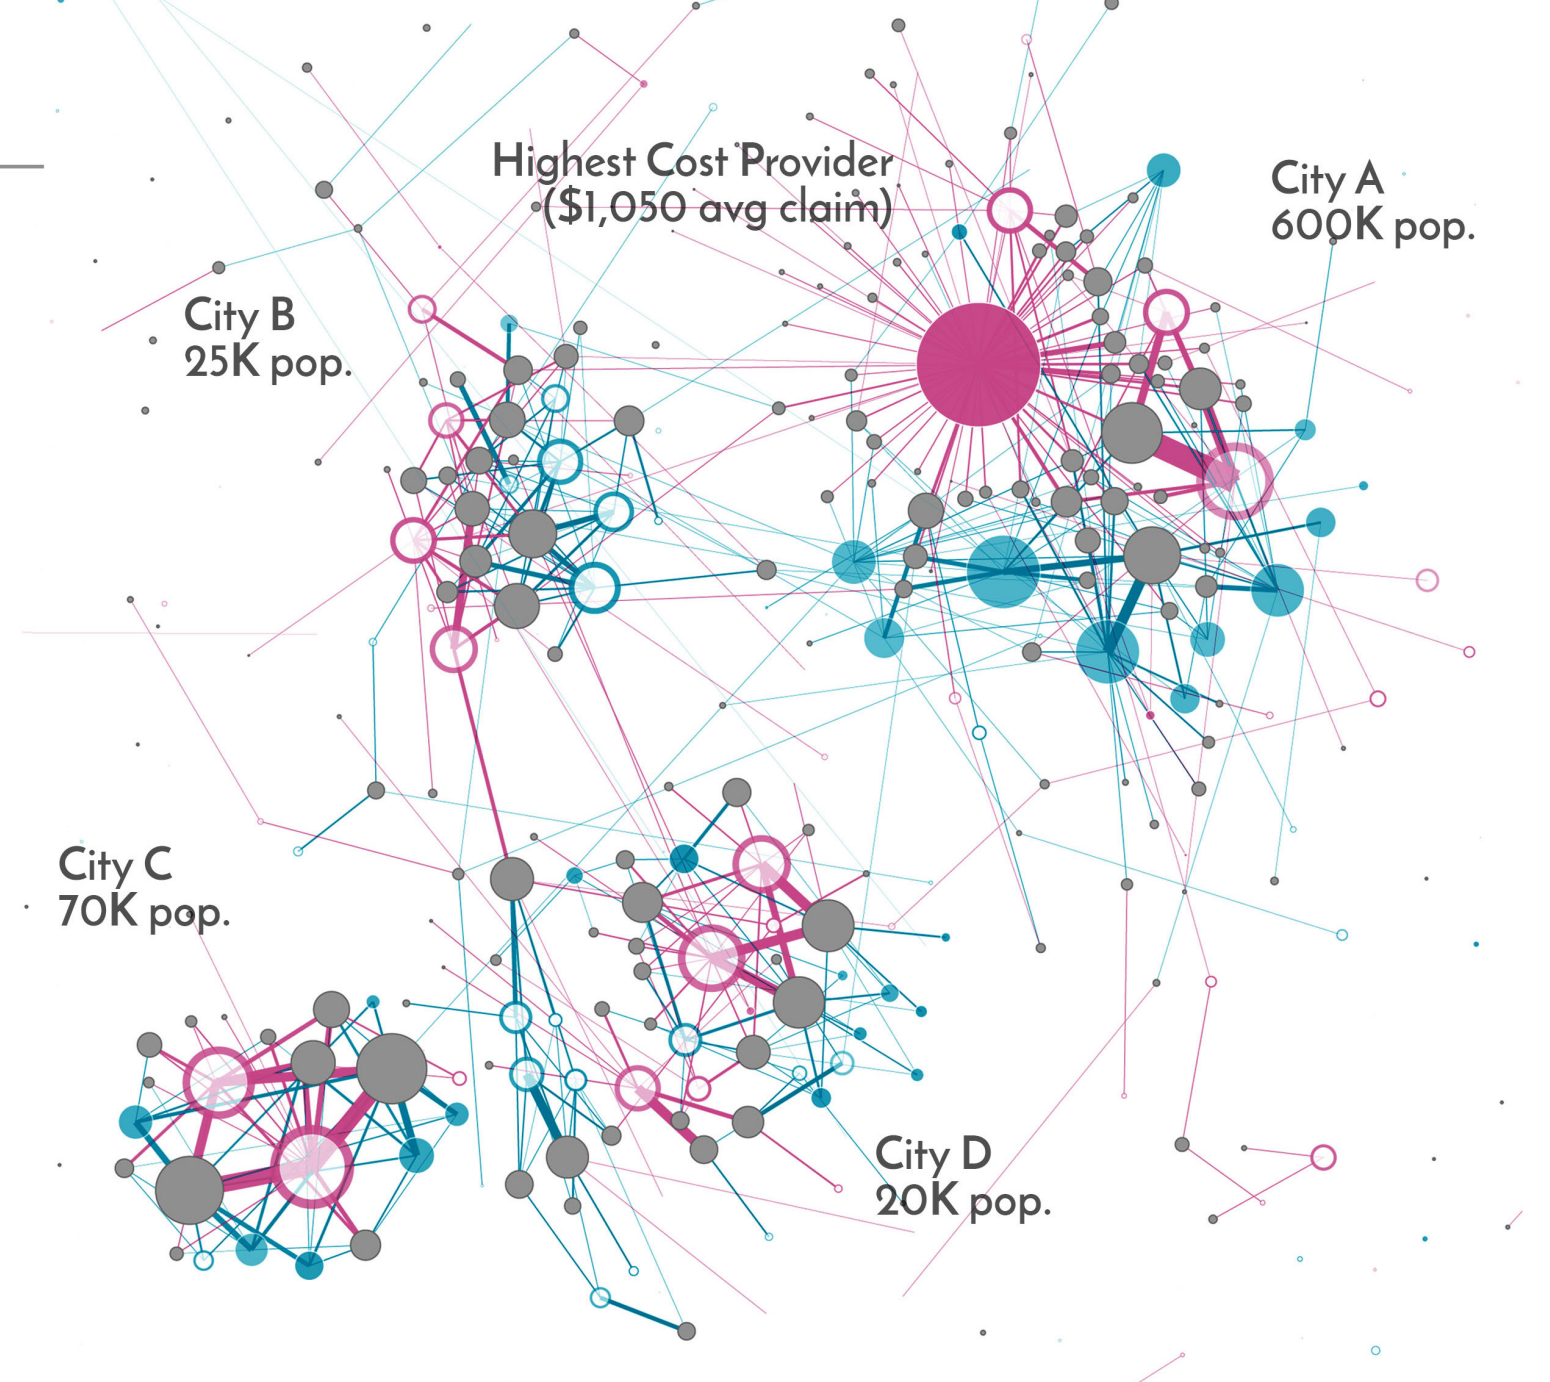 Highest Cost Provider
($1,050 avg claim)
City A
600K pop.
City B
25K pop.
City C
70K pop.
City D
20K pop.